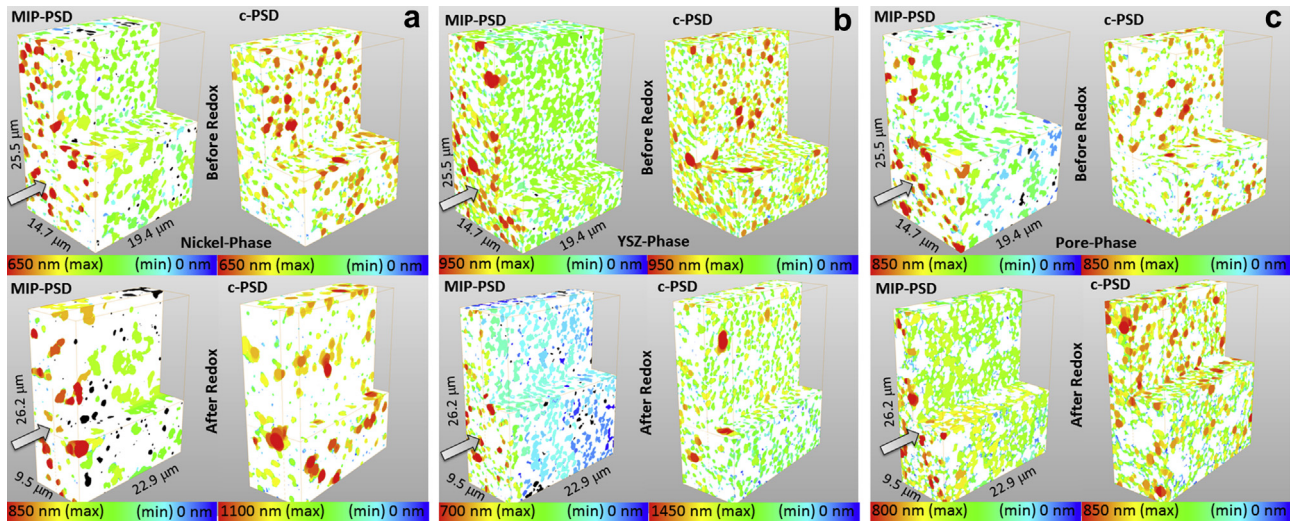 MIP-PSD
c-PSD
a
Before Redox
25.5 µm
14.7 µm
19.4 µm
Nickel-Phase
650 nm (max) (min) 0 nm
650 nm (max) (min) 0 nm
MIP-PSD
c-PSD
After Redox
26.2 µm
9.5 µm
22.9 µm
850 nm (max) (min) 0 nm
1100 nm (max) (min) 0 nm
MIP-PSD
c-PSD
b
Before Redox
25.5 µm
14.7 µm
19.4 µm
YSZ-Phase
950 nm (max) (min) 0 nm
950 nm (max) (min) 0 nm
MIP-PSD
c-PSD
After Redox
26.2 µm
9.5 µm
22.9 µm
700 nm (max) (min) 0 nm
1450 nm (max) (min) 0 nm
MIP-PSD
c-PSD
c
Before Redox
25.5 µm
14.7 µm
19.4 µm
Pore-Phase
850 nm (max) (min) 0 nm
850 nm (max) (min) 0 nm
MIP-PSD
c-PSD
After Redox
26.2 µm
9.5 µm
22.9 µm
800 nm (max) (min) 0 nm
850 nm (max) (min) 0 nm